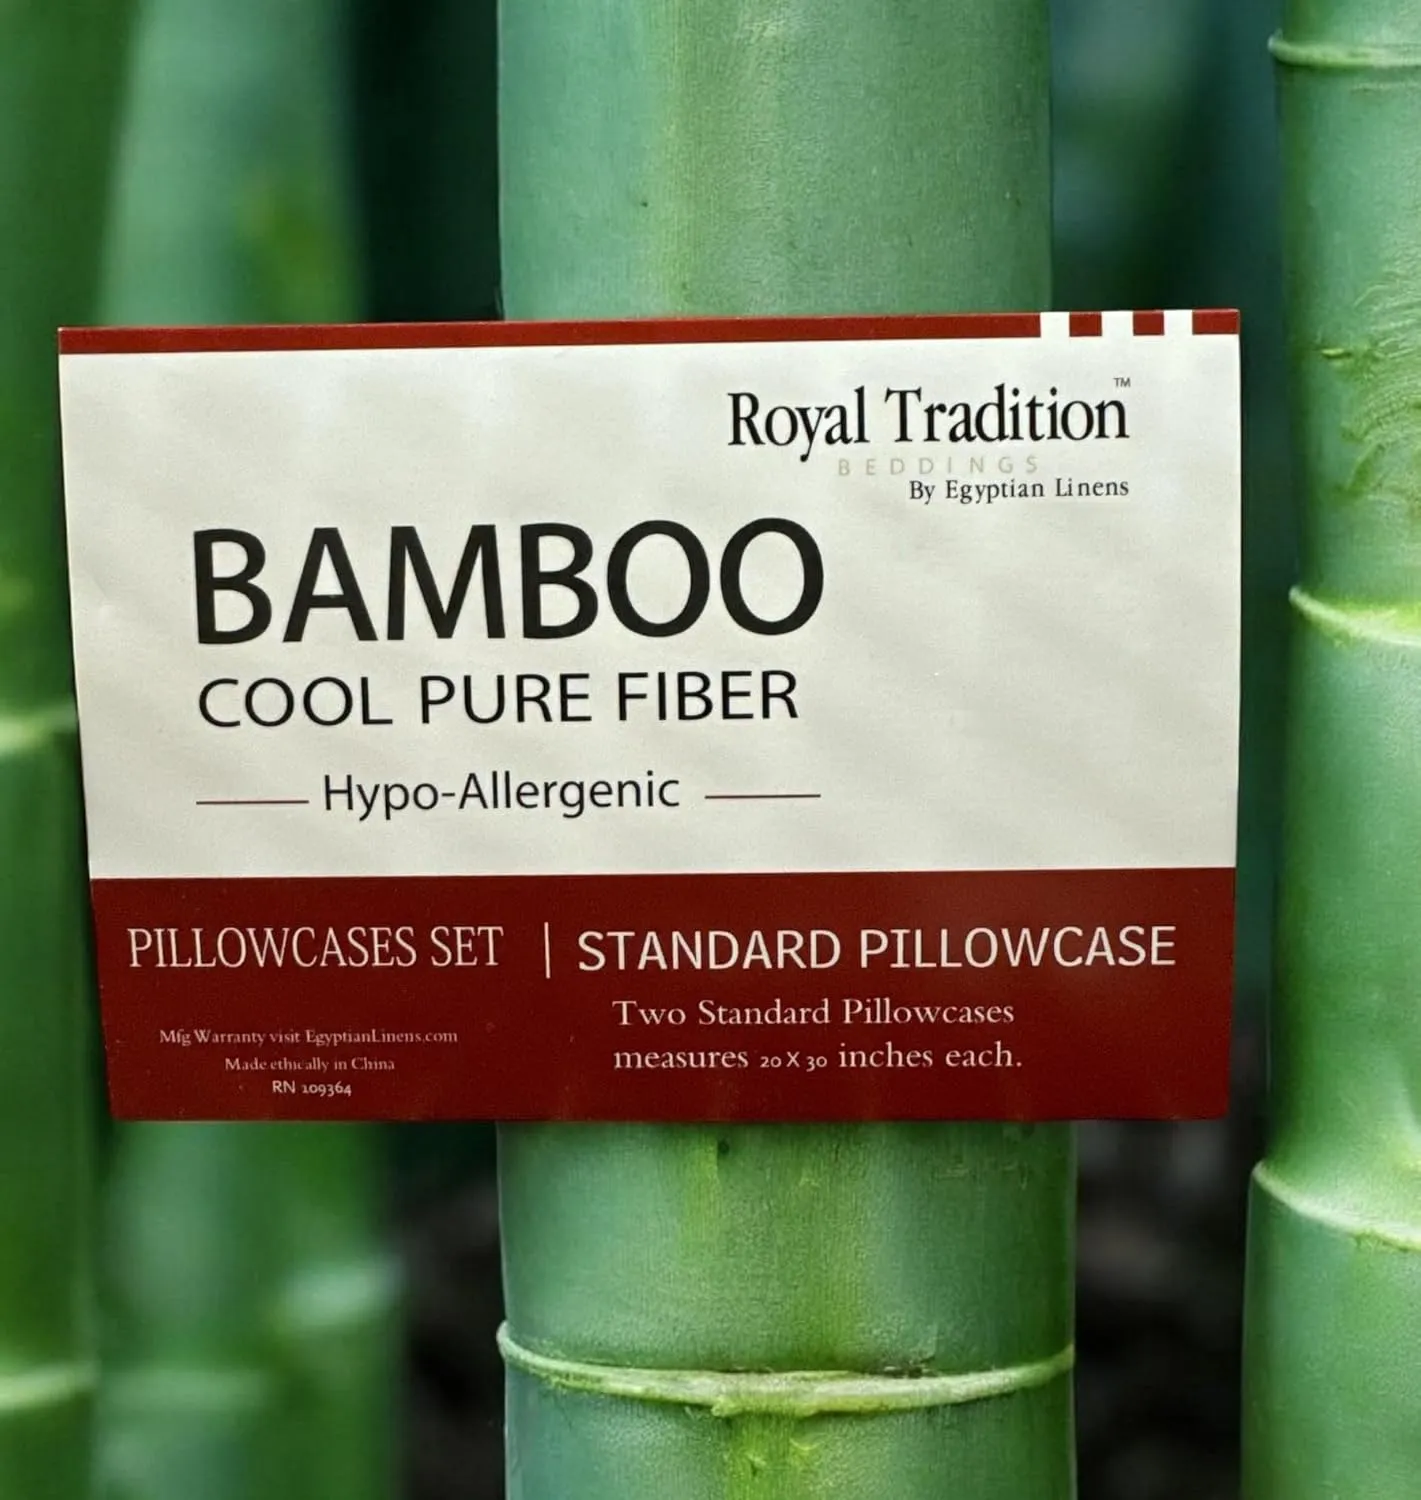 Royal Tradition™
BEDDINGS
By Egyptian Linens
BAMBOO
COOL PURE FIBER
Hypo-Allergenic
PILLOWCASES SET | STANDARD PILLOWCASE
Two Standard Pillowcases
measures 20 X 30 inches each.
Mfg Warranty visit EgyptianLinens.com
Made ethically in China
RN 109364